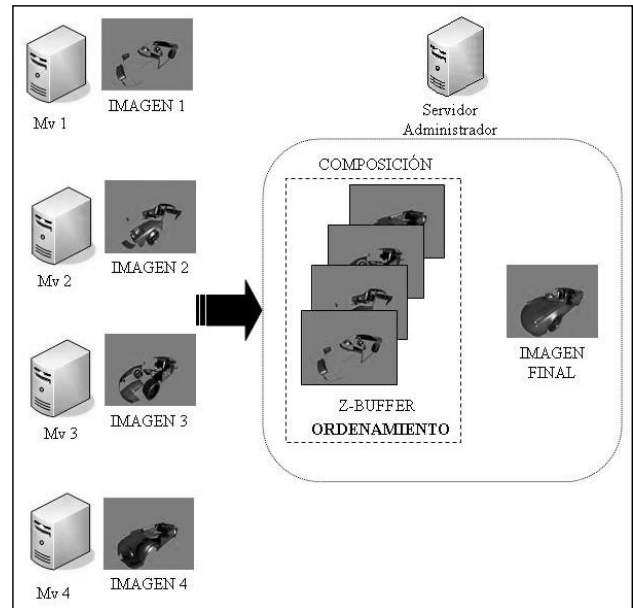 Mv 1
IMAGEN 1
Mv 2
IMAGEN 2
Mv 3
IMAGEN 3
Mv 4
IMAGEN 4
Servidor
Administrador
COMPOSICIÓN
Z-BUFFER
ORDENAMIENTO
IMAGEN
FINAL